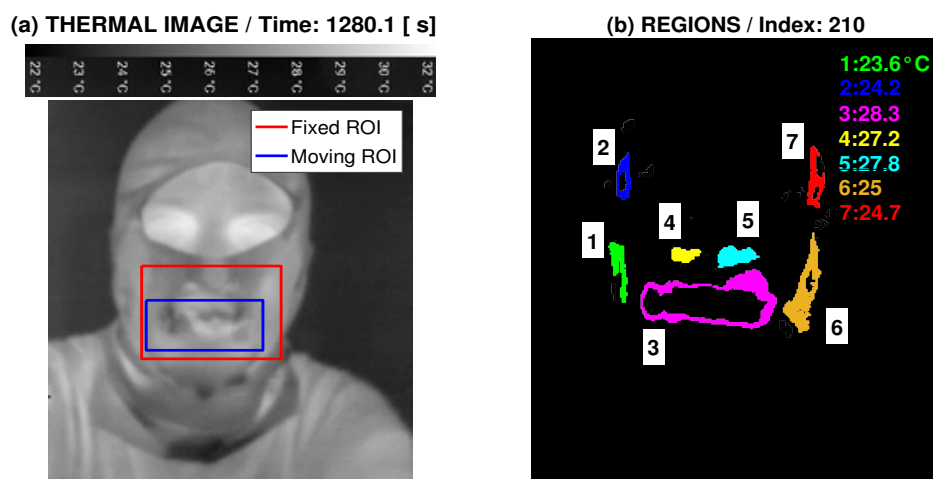 (a) THERMAL IMAGE / Time: 1280.1 [ s]
22 °C
23 °C
24 °C
25 °C
26 °C
27 °C
28 °C
29 °C
30 °C
32 °C
Fixed ROI
Moving ROI
(b) REGIONS / Index: 210
1:23.6°C
2:24.2
3:28.3
4:27.2
5:27.8
6:25
7:24.7
2
7
1
4
5
3
6